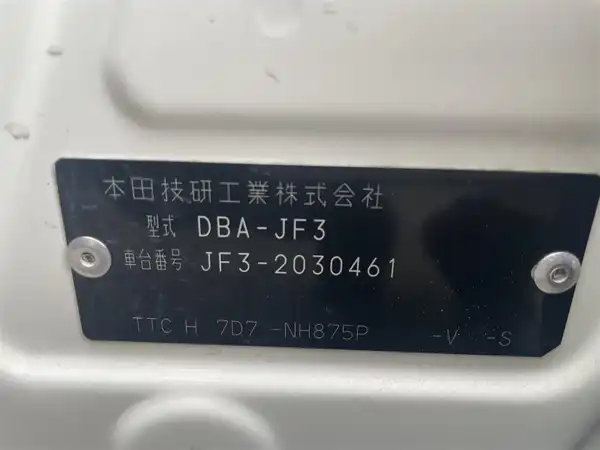 本田技研工業株式会社
型式 DBA-JF3
車台番号 JF3-2030461
TTC H 7D7 -NH875P -V -S